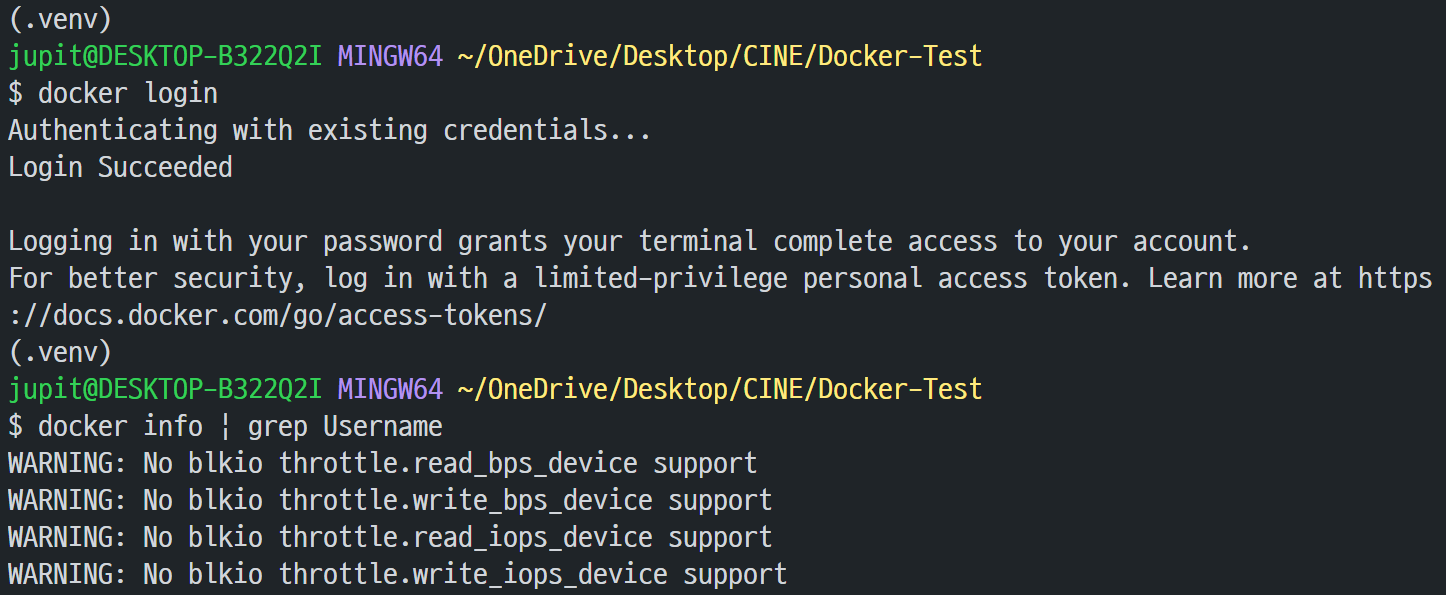 (.venv)
jupit@DESKTOP-B322Q2I MINGW64 ~/OneDrive/Desktop/CINE/Docker-Test
$ docker login
Authenticating with existing credentials...
Login Succeeded
Logging in with your password grants your terminal complete access to your account.
For better security, log in with a limited-privilege personal access token. Learn more at https
://docs.docker.com/go/access-tokens/
(.venv)
jupit@DESKTOP-B322Q2I MINGW64 ~/OneDrive/Desktop/CINE/Docker-Test
$ docker info | grep Username
WARNING: No blkio throttle.read_bps_device support
WARNING: No blkio throttle.write_bps_device support
WARNING: No blkio throttle.read_iops_device support
WARNING: No blkio throttle.write_iops_device support